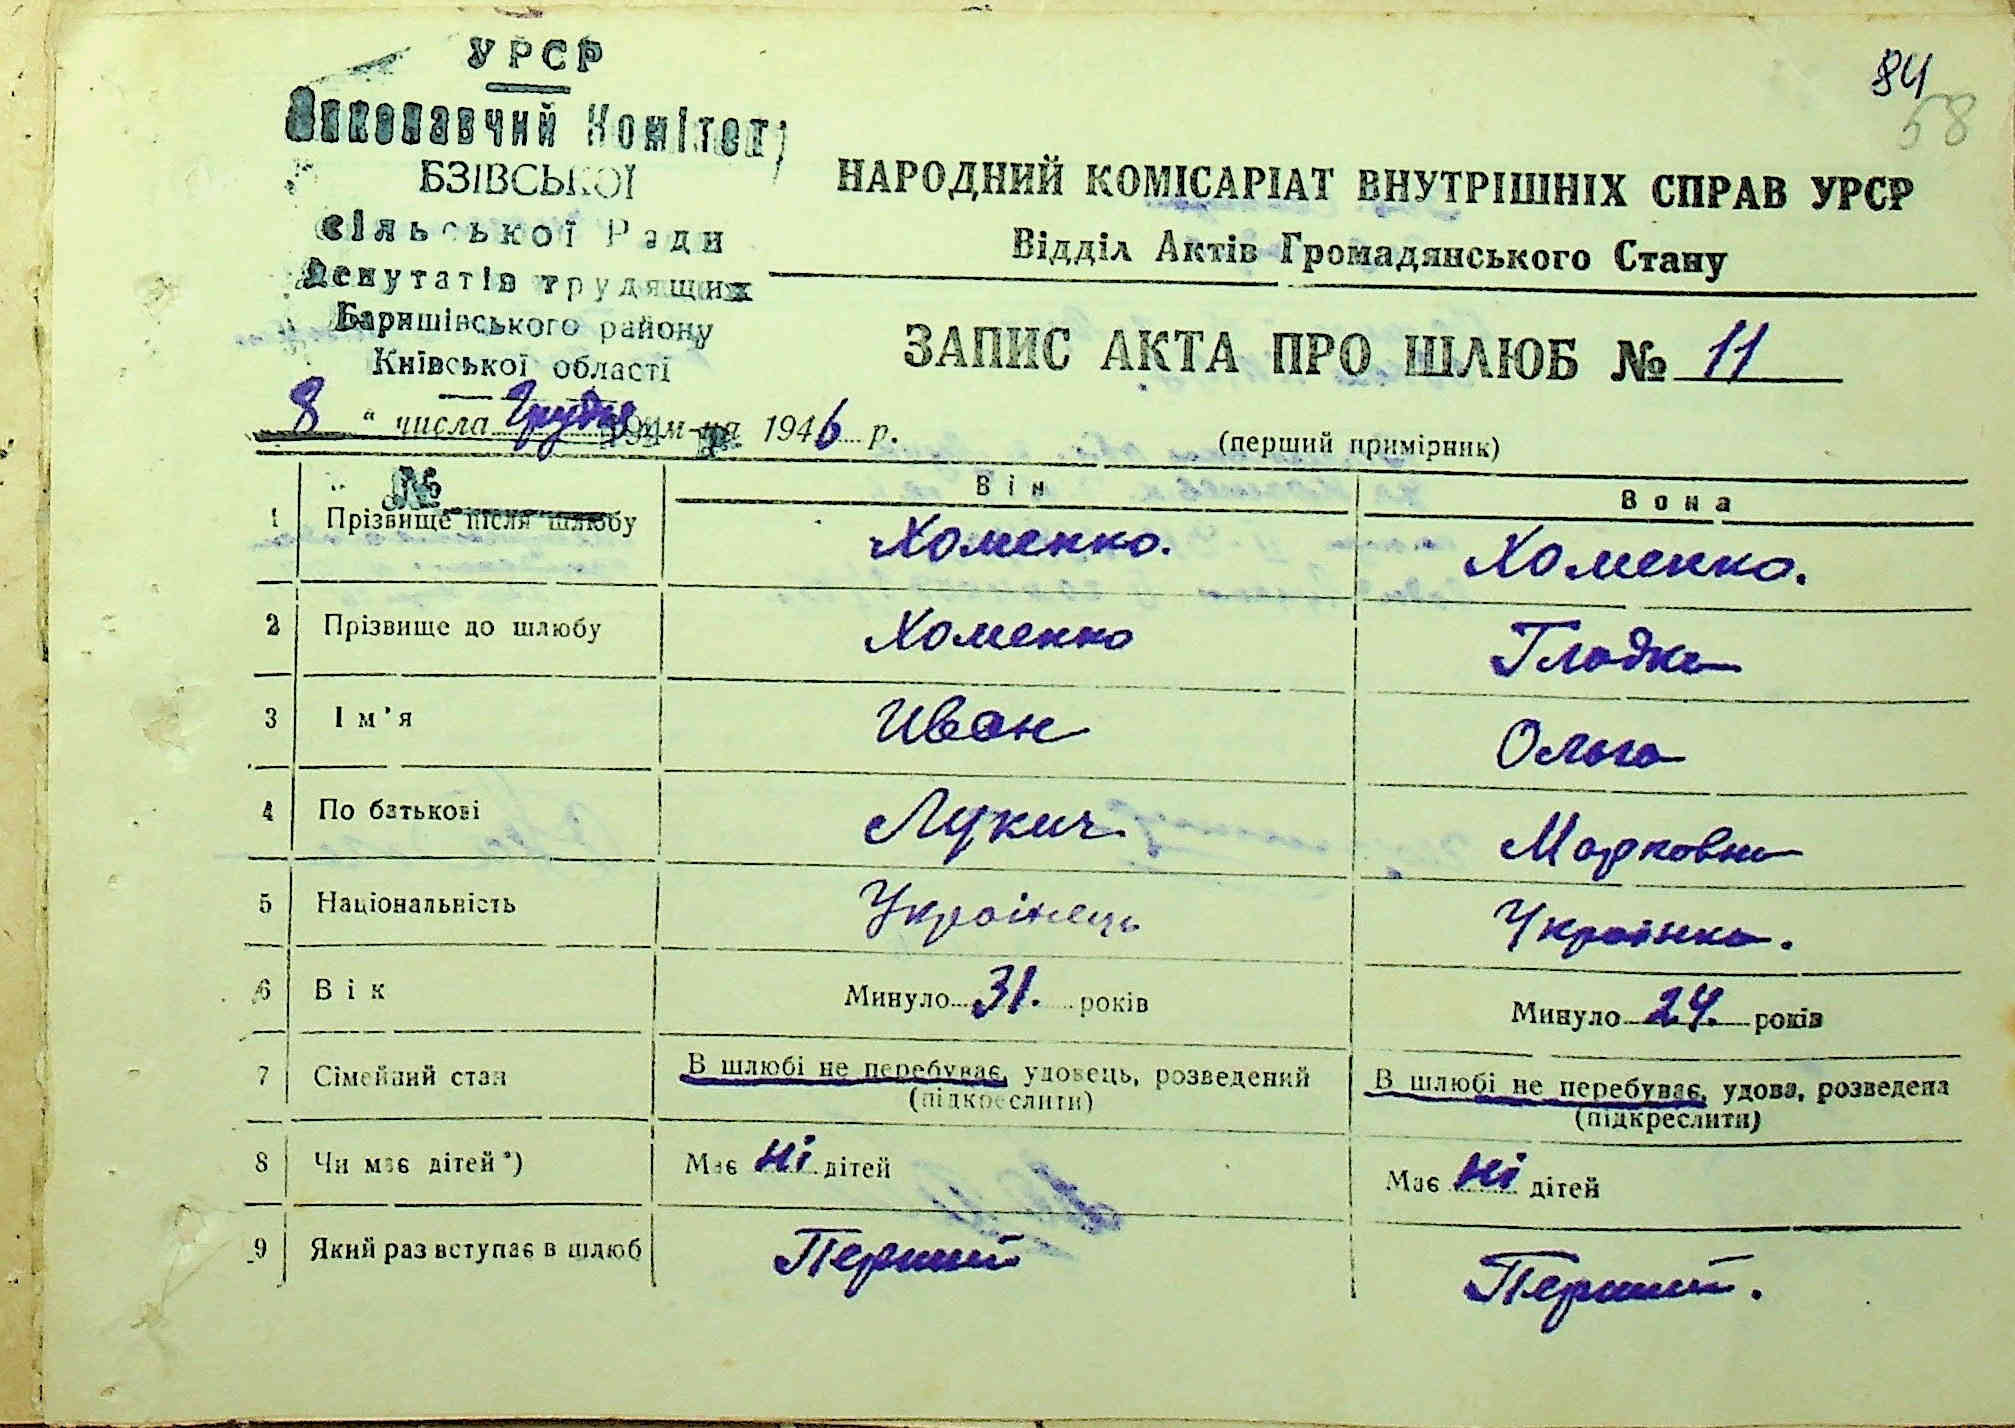 84
58
УРСР
Виконавчий Комітет
БЗІВСЬКОЇ
сільської Ради
Депутатів трудящих
Баришівського району
Київської області
НАРОДНИЙ КОМІСАРІАТ ВНУТРІШНІХ СПРАВ УРСР
Відділ Актів Громадянського Стану
ЗАПИС АКТА ПРО ШЛЮБ № 11
8 " числа Грудня м-ця 1946 р.
(перший примірник)
№
Він Вона
1 Прізвище після шлюбу Хоменко. Хоменко.
2 Прізвище до шлюбу Хоменко Гладка
3 Ім'я Иван Ольга
4 По батькові Лукич Марковна
5 Національність Українець Українка.
6 Вік Минуло 31. років Минуло 24. років
7 Сімейний стан В шлюбі не перебуває, удовець, розведений В шлюбі не перебуває, удова, розведена
(підкреслити) (підкреслити)
8 Чи має дітей*) Має ні дітей Має ні дітей
9 Який раз вступає в шлюб Перший Перший.